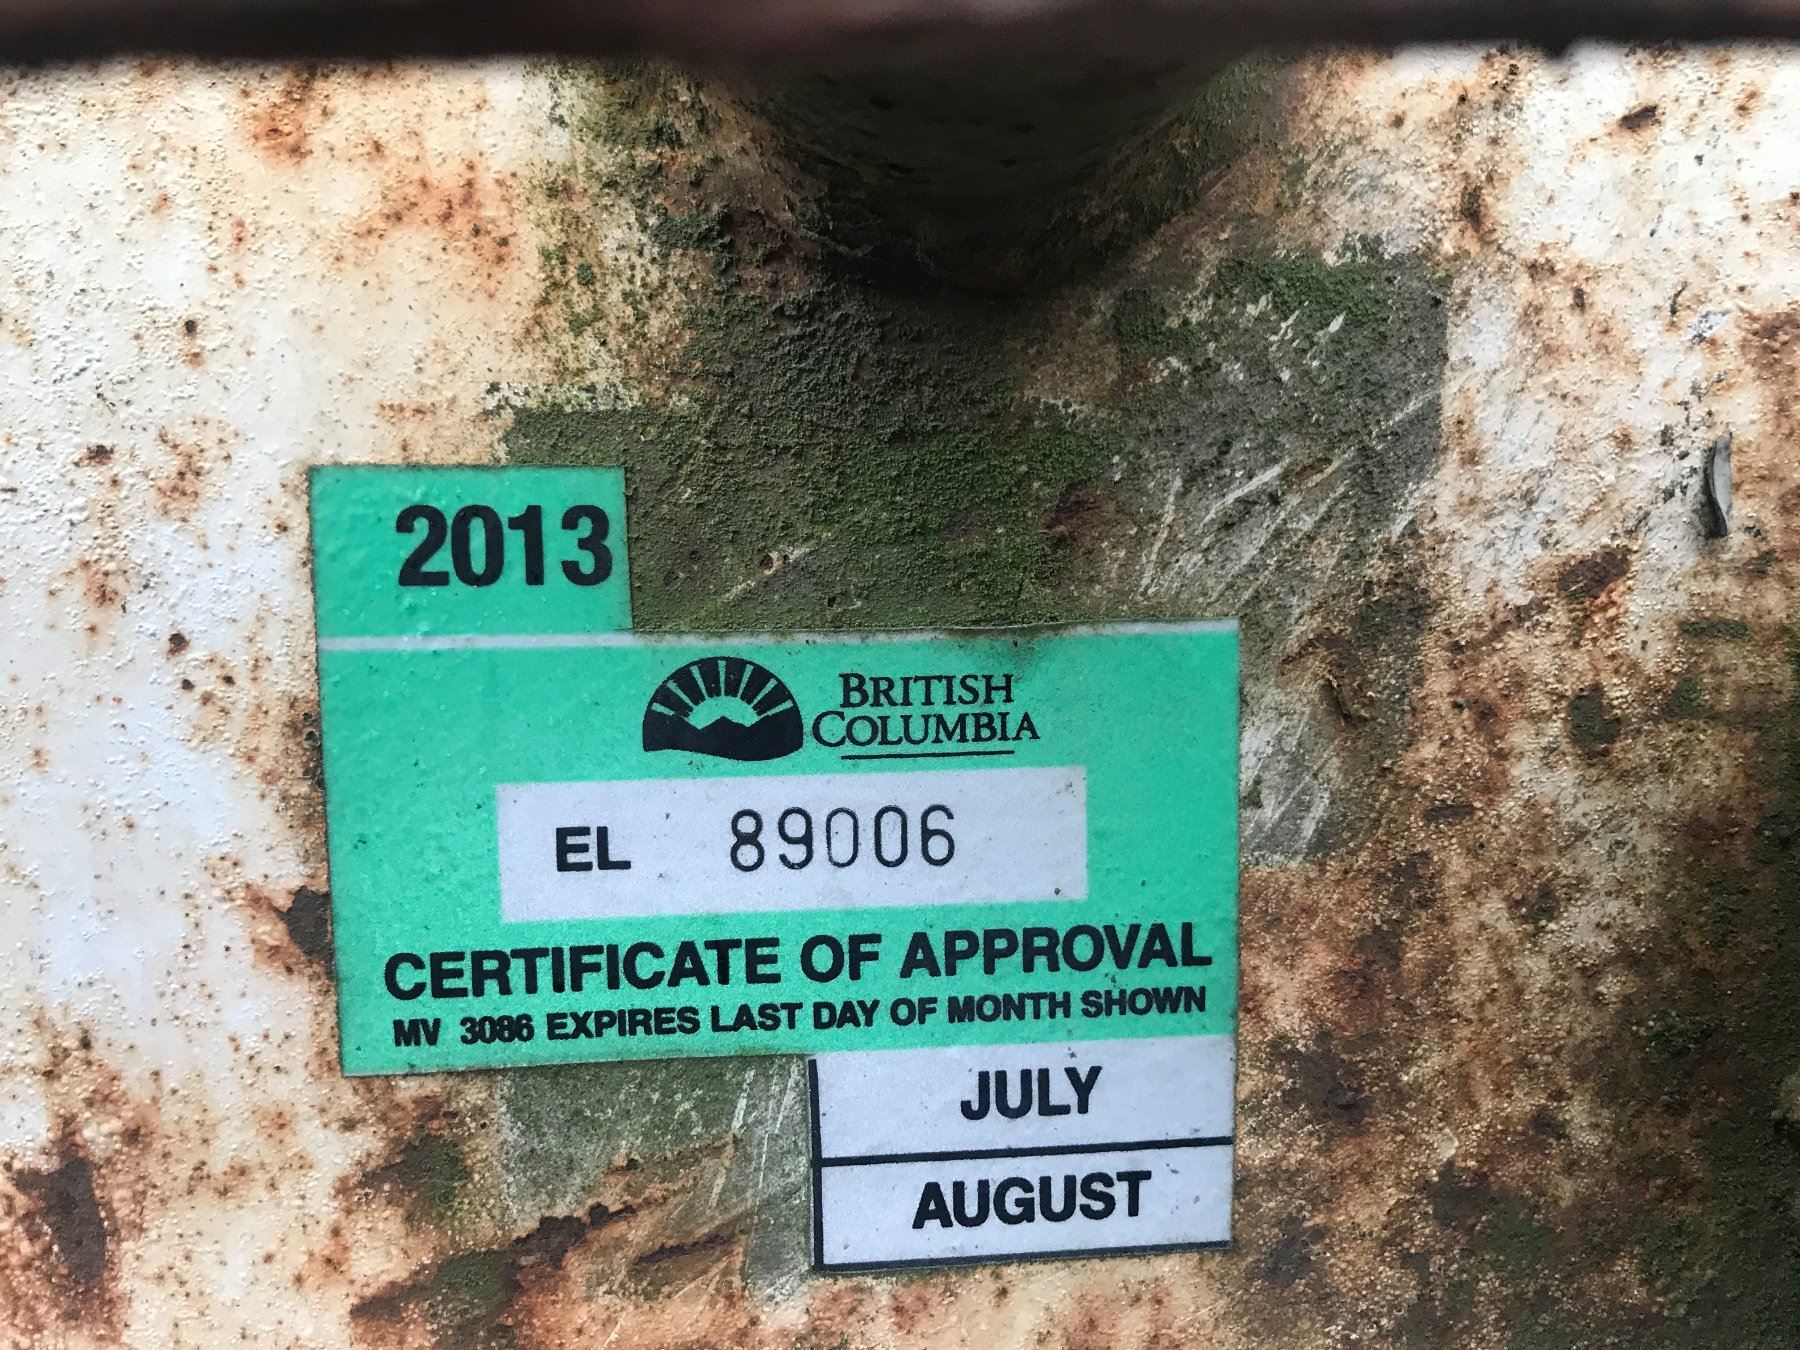 2013
BRITISH
COLUMBIA
EL 89006
CERTIFICATE OF APPROVAL
MV 3086 EXPIRES LAST DAY OF MONTH SHOWN
JULY
AUGUST